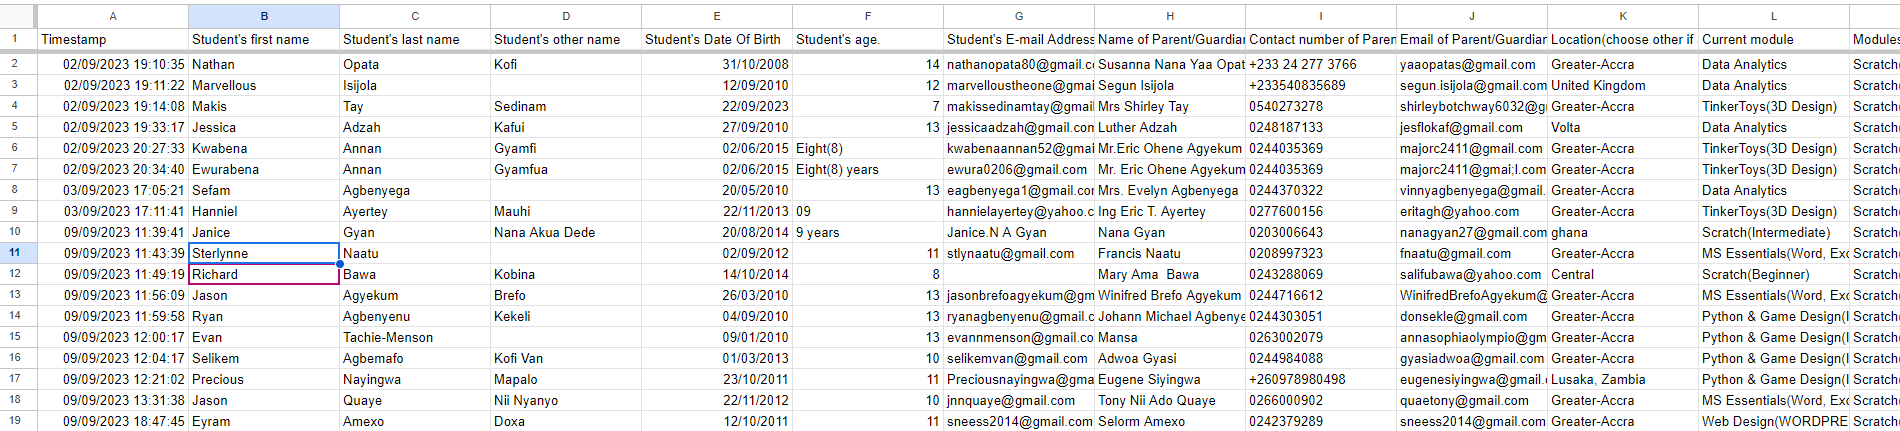 A B C D E F G H I J K L
1 Timestamp Student's first name Student's last name Student's other name Student's Date Of Birth Student's age. Student's E-mail Address Name of Parent/Guardian Contact number of Paren Email of Parent/Guardian Location(choose other if Current module Modules
2 02/09/2023 19:10:35 Nathan Opata Kofi 31/10/2008 14 nathanopata80@gmail.c Susanna Nana Yaa Opat +233 24 277 3766 yaaopatas@gmail.com Greater-Accra Data Analytics Scratch
3 02/09/2023 19:11:22 Marvellous Isijola 12/09/2010 12 marvelloustheone@gmai Segun Isijola +233540835689 segun.isijola@gmail.com United Kingdom Data Analytics Scratch
4 02/09/2023 19:14:08 Makis Tay Sedinam 22/09/2023 7 makissedinamtay@gmai Mrs Shirley Tay 0540273278 shirleybotchway6032@g Greater-Accra TinkerToys(3D Design) Scratch
5 02/09/2023 19:33:17 Jessica Adzah Kafui 27/09/2010 13 jessicaadzah@gmail.com Luther Adzah 0248187133 jesflokaf@gmail.com Volta Data Analytics Scratch
6 02/09/2023 20:27:33 Kwabena Annan Gyamfi 02/06/2015 Eight(8) kwabenaannan52@gmai Mr.Eric Ohene Agyekum 0244035369 majorc2411@gmail.com Greater-Accra TinkerToys(3D Design) Scratch
7 02/09/2023 20:34:40 Ewurabena Annan Gyamfua 02/06/2015 Eight(8) years ewura0206@gmail.com Mr. Eric Ohene Agyekum 0244035369 majorc2411@gmai;l.com Greater-Accra TinkerToys(3D Design) Scratch
8 03/09/2023 17:05:21 Sefam Agbenyega 20/05/2010 13 eagbenyega1@gmail.com Mrs. Evelyn Agbenyega 0244370322 vinnyagbenyega@gmail. Greater-Accra Data Analytics Scratch
9 03/09/2023 17:11:41 Hanniel Ayertey Mauhi 22/11/2013 09 hannielayertey@yahoo.c Ing Eric T. Ayertey 0277600156 eritagh@yahoo.com Greater-Accra TinkerToys(3D Design) Scratch
10 09/09/2023 11:39:41 Janice Gyan Nana Akua Dede 20/08/2014 9 years Janice.N A Gyan Nana Gyan 0203006643 nanagyan27@gmail.com ghana Scratch(Intermediate) Scratch
11 09/09/2023 11:43:39 Sterlynne Naatu 02/09/2012 11 stlynaatu@gmail.com Francis Naatu 0208997323 fnaatu@gmail.com Greater-Accra MS Essentials(Word, Exc Scratch
12 09/09/2023 11:49:19 Richard Bawa Kobina 14/10/2014 8 Mary Ama Bawa 0243288069 salifubawa@yahoo.com Central Scratch(Beginner) Scratch
13 09/09/2023 11:56:09 Jason Agyekum Brefo 26/03/2010 13 jasonbrefoagyekum@gm Winifred Brefo Agyekum 0244716612 WinifredBrefoAgyekum@ Greater-Accra MS Essentials(Word, Exc Scratch
14 09/09/2023 11:59:58 Ryan Agbenyenu Kekeli 04/09/2010 13 ryanagbenyenu@gmail.c Johann Michael Agbenye 0244303051 donsekle@gmail.com Greater-Accra Python & Game Design(I Scratch
15 09/09/2023 12:00:17 Evan Tachie-Menson 09/01/2010 13 evannmenson@gmail.com Mansa 0263002079 annasophiaolympio@gm Greater-Accra Python & Game Design(I Scratch
16 09/09/2023 12:04:17 Selikem Agbemafo Kofi Van 01/03/2013 10 selikemvan@gmail.com Adwoa Gyasi 0244984088 gyasiadwoa@gmail.com Greater-Accra Python & Game Design(I Scratch
17 09/09/2023 12:21:02 Precious Nayingwa Mapalo 23/10/2011 11 Preciousnayingwa@gma Eugene Siyingwa +260978980498 eugenesiyingwa@gmail. Lusaka, Zambia Python & Game Design(I Scratch
18 09/09/2023 13:31:38 Jason Quaye Nii Nyanyo 22/11/2012 10 jnnquaye@gmail.com Tony Nii Ado Quaye 0266000902 quaetony@gmail.com Greater-Accra MS Essentials(Word, Exc Scratch
19 09/09/2023 18:47:45 Eyram Amexo Doxa 12/10/2011 11 sneess2014@gmail.com Selorm Amexo 0242379289 sneess2014@gmail.com Greater-Accra Web Design(WORDPRE Scratch